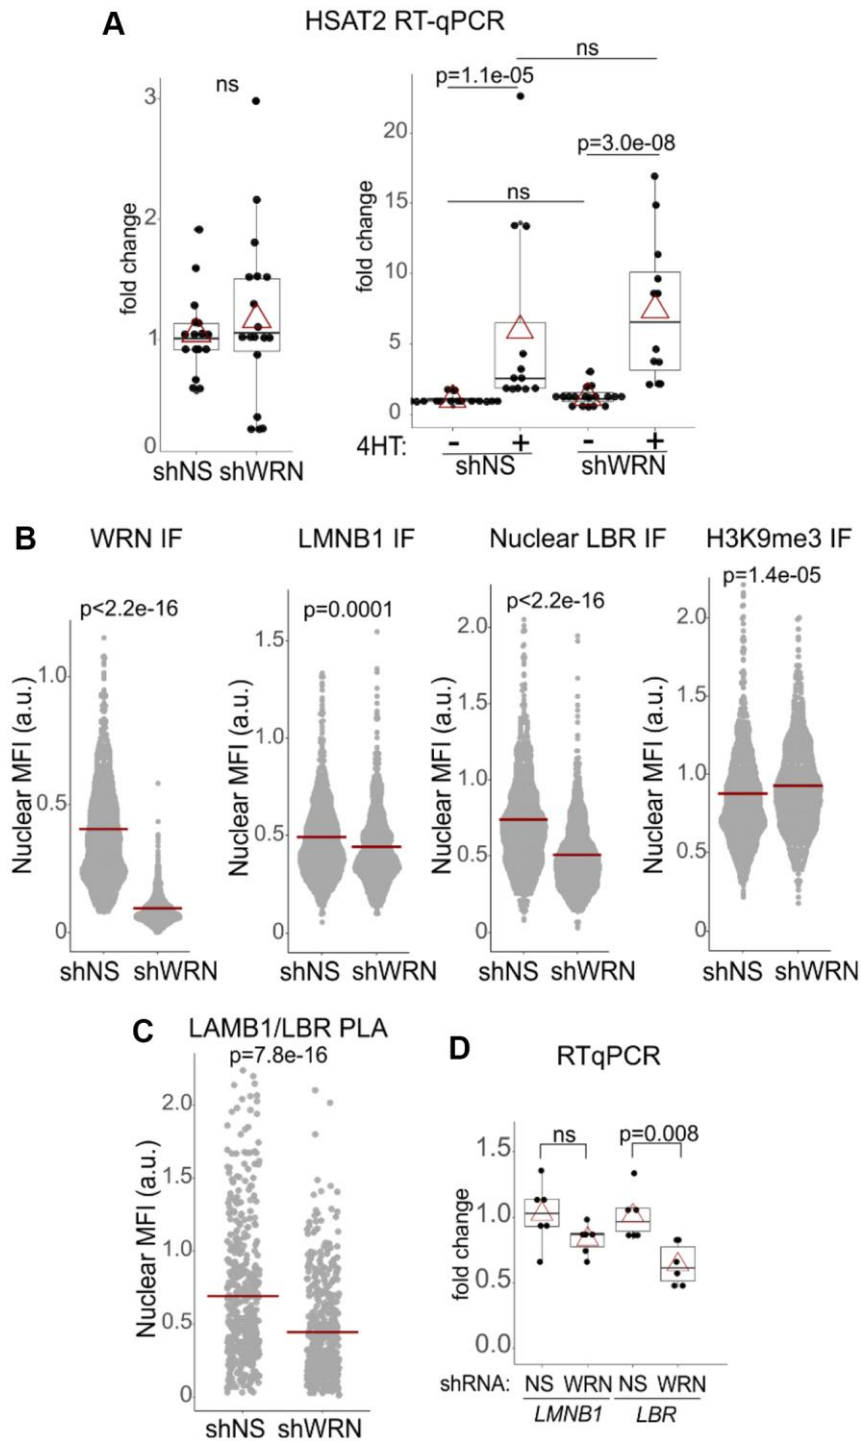 A
HSAT2 RT-qPCR
ns
3
2
1
0
fold change
shNS shWRN
ns
p=1.1e-05
p=3.0e-08
ns
20
15
10
5
0
fold change
4HT: - + - +
shNS shWRN
B
WRN IF
p<2.2e-16
1.0
0.5
0
Nuclear MFI (a.u.)
shNS shWRN
LMNB1 IF
p=0.0001
1.5
1.0
0.5
0
Nuclear MFI (a.u.)
shNS shWRN
Nuclear LBR IF
p<2.2e-16
2.0
1.5
1.0
0.5
0
Nuclear MFI (a.u.)
shNS shWRN
H3K9me3 IF
p=1.4e-05
2.0
1.5
1.0
0.5
0
Nuclear MFI (a.u.)
shNS shWRN
C
LAMB1/LBR PLA
p=7.8e-16
2.0
1.5
1.0
0.5
0
Nuclear MFI (a.u.)
shNS shWRN
D
RTqPCR
ns
p=0.008
1.5
1.0
0.5
0.0
fold change
shRNA: NS WRN NS WRN
LMNB1 LBR